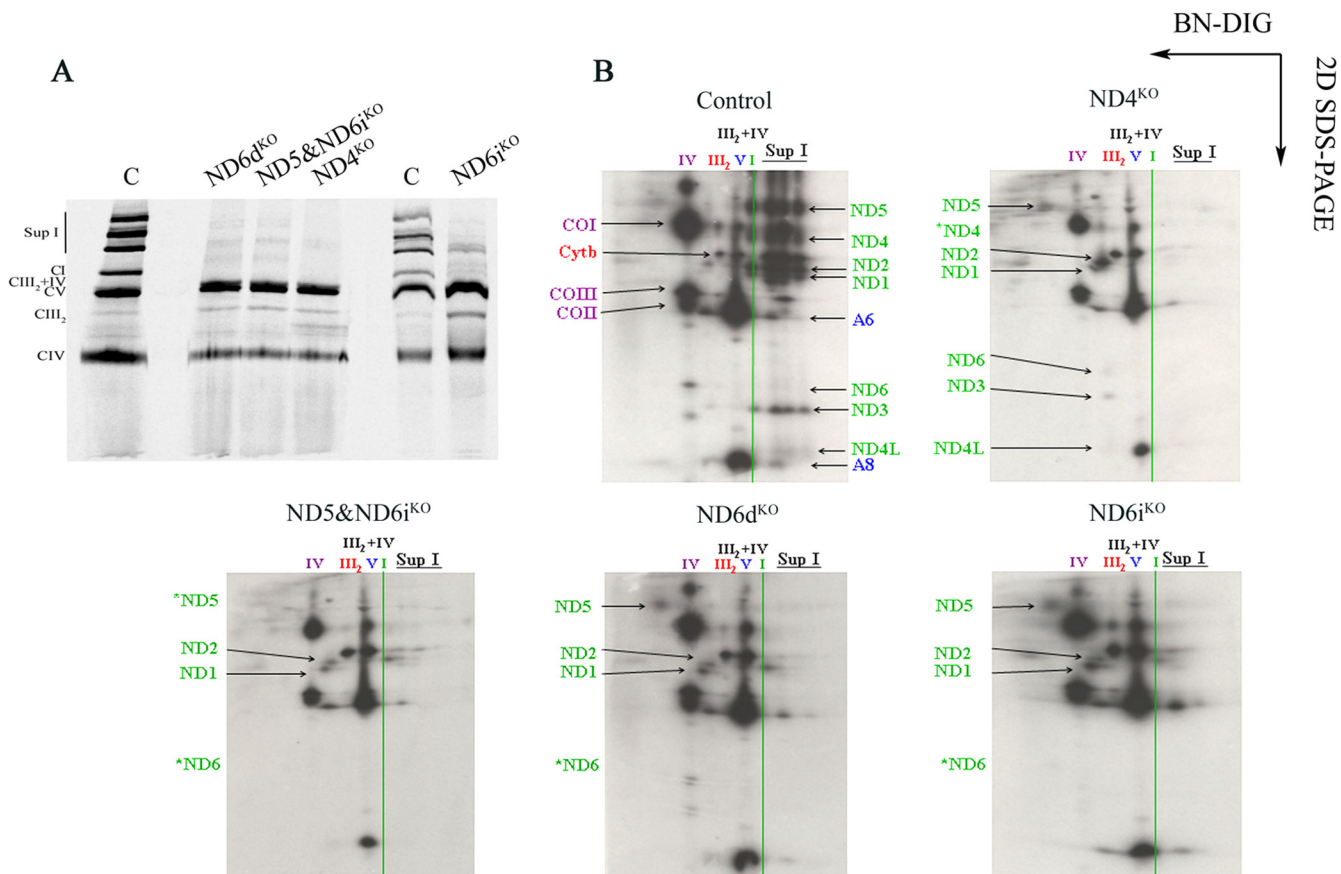 A
ND6d^KO
ND5&ND6i^KO
ND4^KO
C
C
ND6i^KO
Sup I
CI
CIII₂+IV
CV
CIII₂
CIV
B
BN-DIG
2D SDS-PAGE
Control
III₂+IV
IV III₂ V I Sup I
COI
Cytb
COIII
COII
ND5
ND4
ND2
ND1
A6
ND6
ND3
ND4L
A8
ND4^KO
III₂+IV
IV III₂ V I Sup I
ND5
*ND4
ND2
ND1
ND6
ND3
ND4L
ND5&ND6i^KO
III₂+IV
IV III₂ V I Sup I
*ND5
ND2
ND1
*ND6
ND6d^KO
III₂+IV
IV III₂ V I Sup I
ND5
ND2
ND1
*ND6
ND6i^KO
III₂+IV
IV III₂ V I Sup I
ND5
ND2
ND1
*ND6